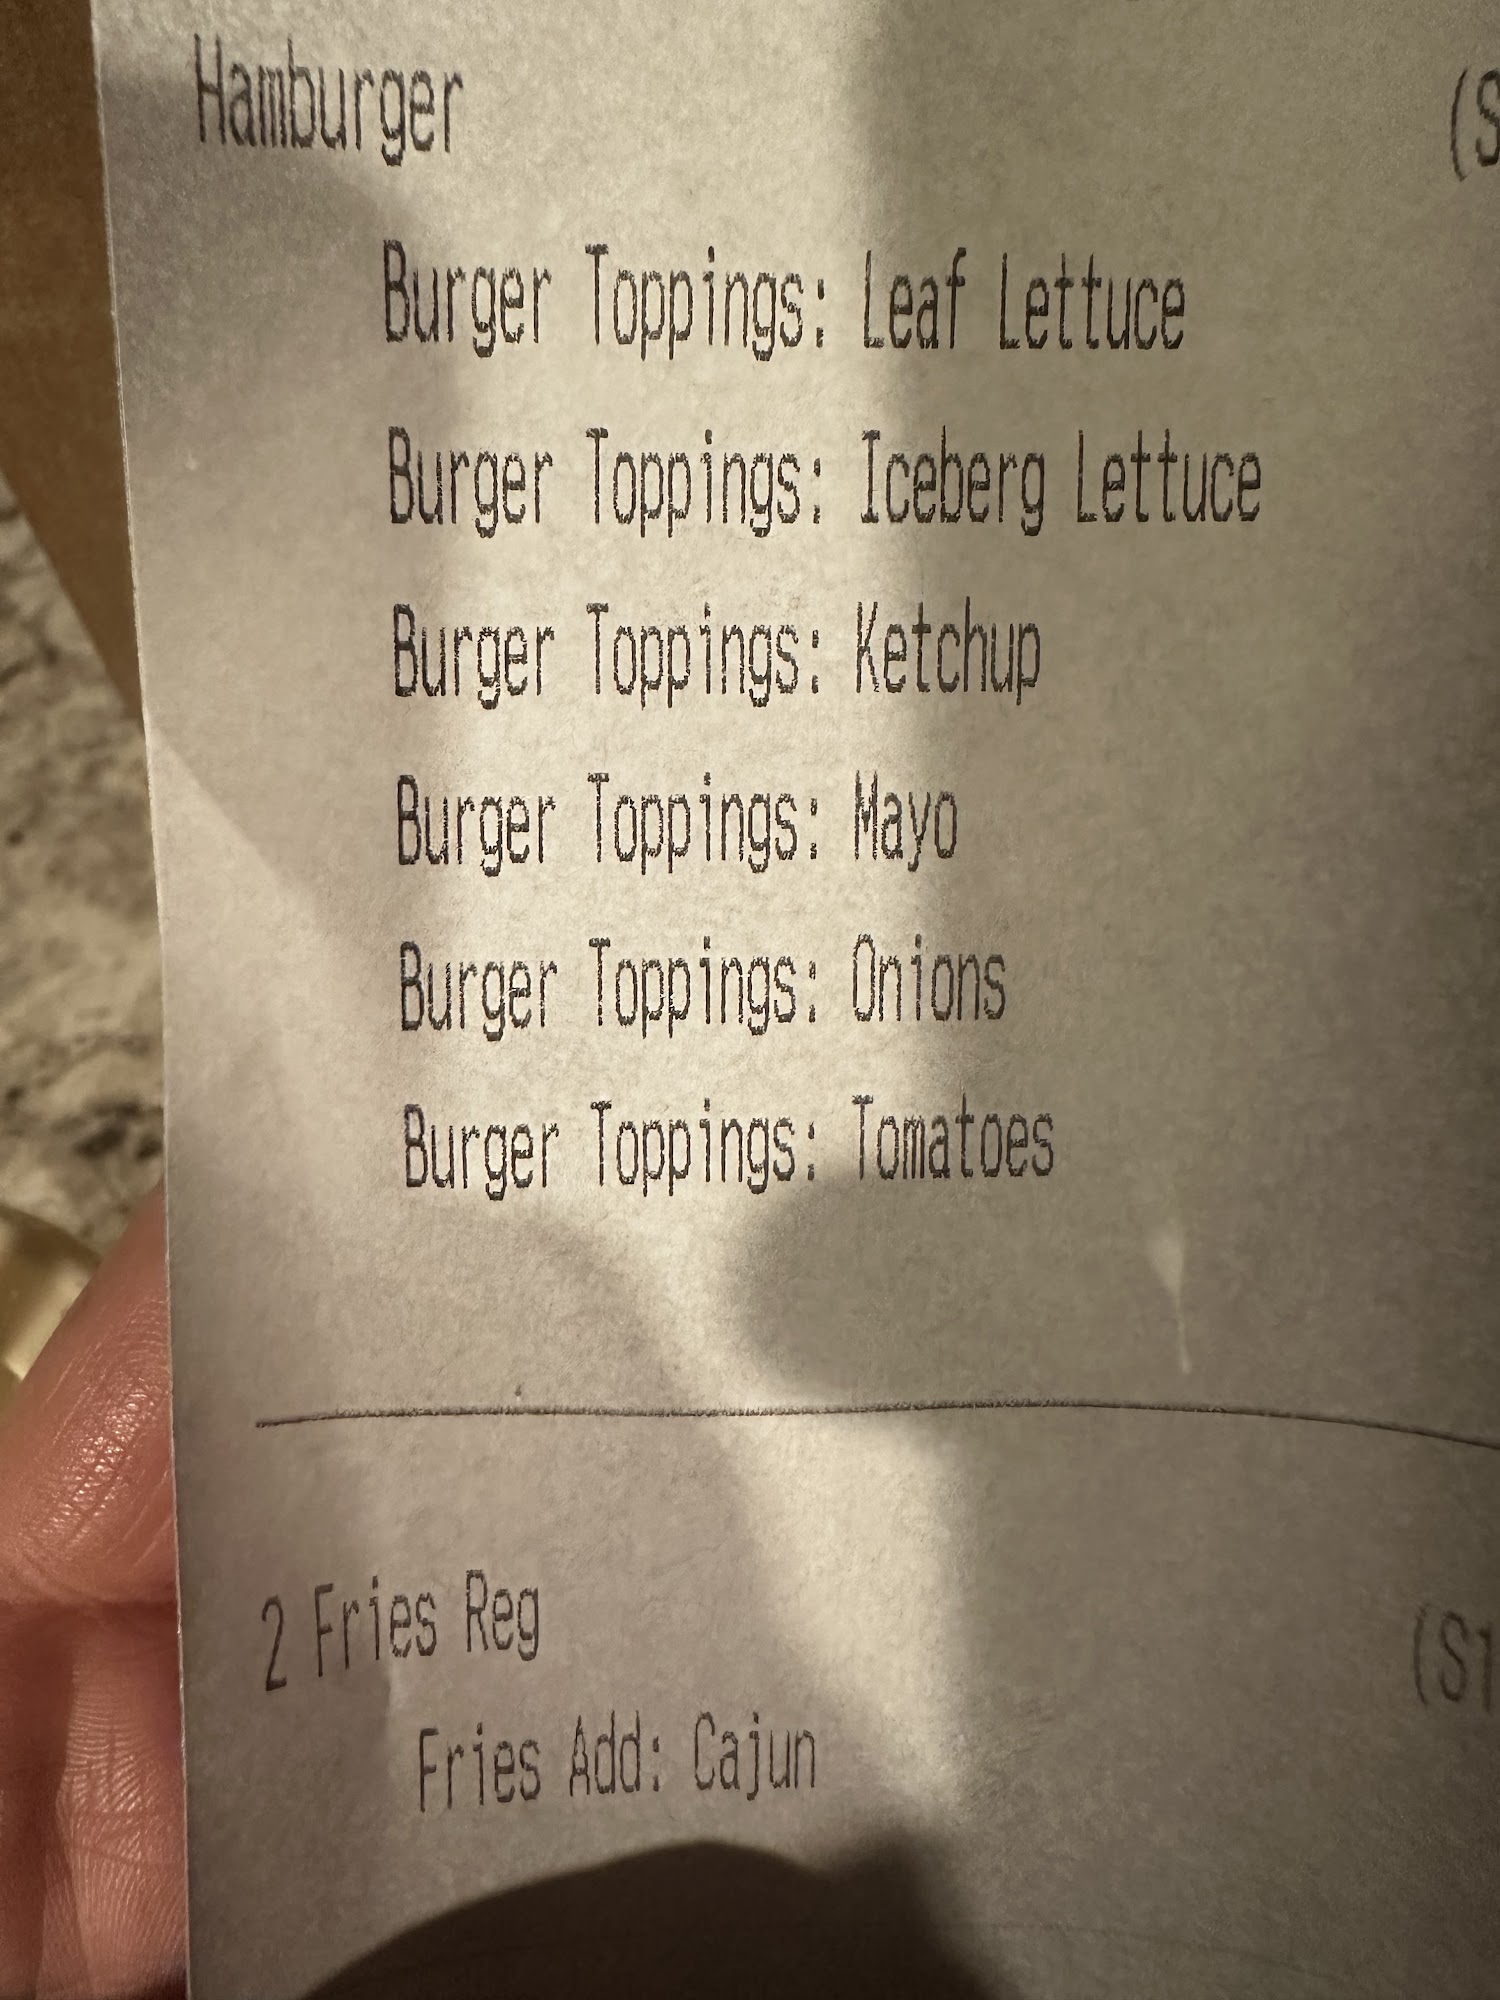 Hamburger (S
Burger Toppings: Leaf Lettuce
Burger Toppings: Iceberg Lettuce
Burger Toppings: Ketchup
Burger Toppings: Mayo
Burger Toppings: Onions
Burger Toppings: Tomatoes
2 Fries Reg (S1
Fries Add: Cajun